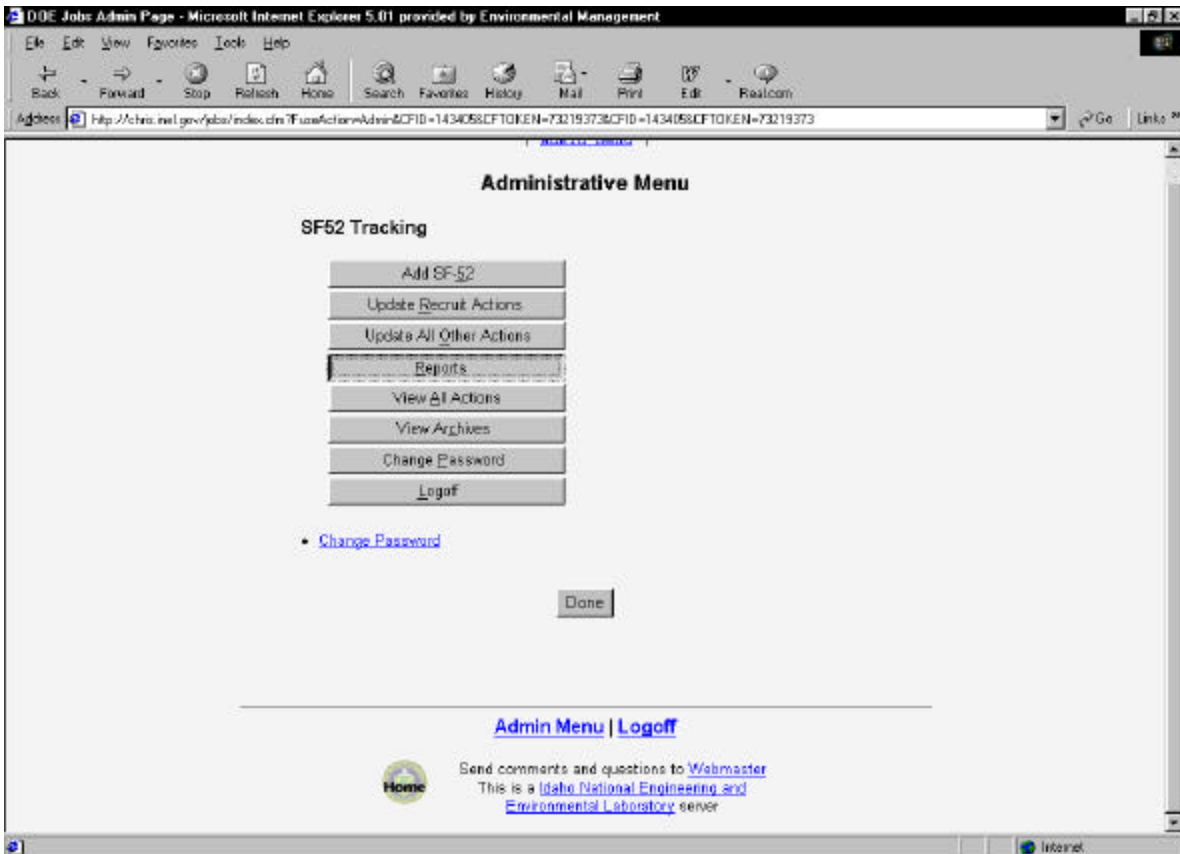 DOE Jobs Admin Page - Microsoft Internet Explorer 5.01 provided by Environmental Management
File Edit View Favorites Tools Help
Back Forward Stop Refresh Home Search Favorites History Mail Print Edit Realcom
Address http://chris.inel.gov/jobs/index.cfm?FuseAction=Admin&CFID=143405&CFTOKEN=73219373&CFID=143405&CFTOKEN=73219373 Go Links »
Administrative Menu
SF52 Tracking
Add SF-52
Update Recruit Actions
Update All Other Actions
Reports
View All Actions
View Archives
Change Password
Logoff
• Change Password
Done
Admin Menu | Logoff
Home
Send comments and questions to Webmaster
This is a Idaho National Engineering and
Environmental Laboratory server
Internet